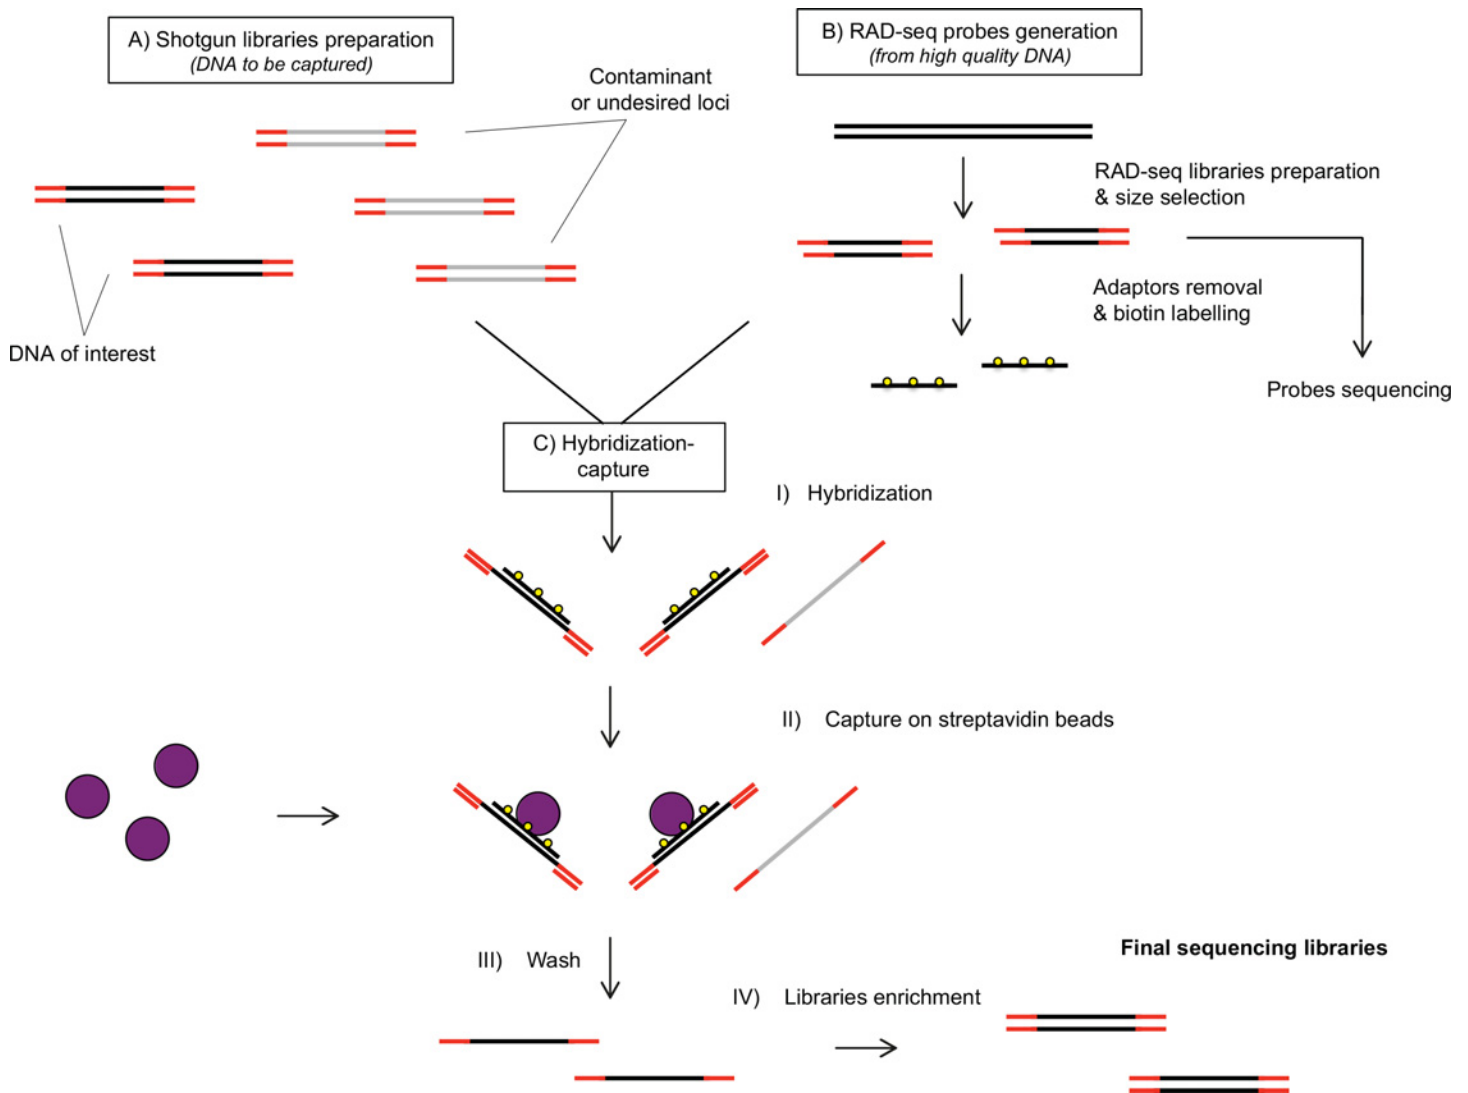 A) Shotgun libraries preparation
(DNA to be captured)
B) RAD-seq probes generation
(from high quality DNA)
Contaminant
or undesired loci
RAD-seq libraries preparation
& size selection
Adaptors removal
& biotin labelling
DNA of interest
Probes sequencing
C) Hybridization-
capture
I) Hybridization
II) Capture on streptavidin beads
III) Wash
Final sequencing libraries
IV) Libraries enrichment